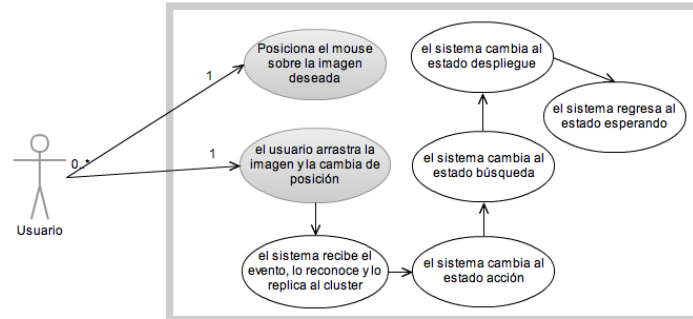 Posiciona el mouse
sobre la imagen
deseada
1
el sistema cambia al
estado despliegue
el sistema regresa al
estado esperando
0..*
1
el usuario arrastra la
imagen y la cambia de
posición
el sistema cambia al
estado búsqueda
Usuario
el sistema recibe el
evento, lo reconoce y lo
replica al cluster
el sistema cambia al
estado acción